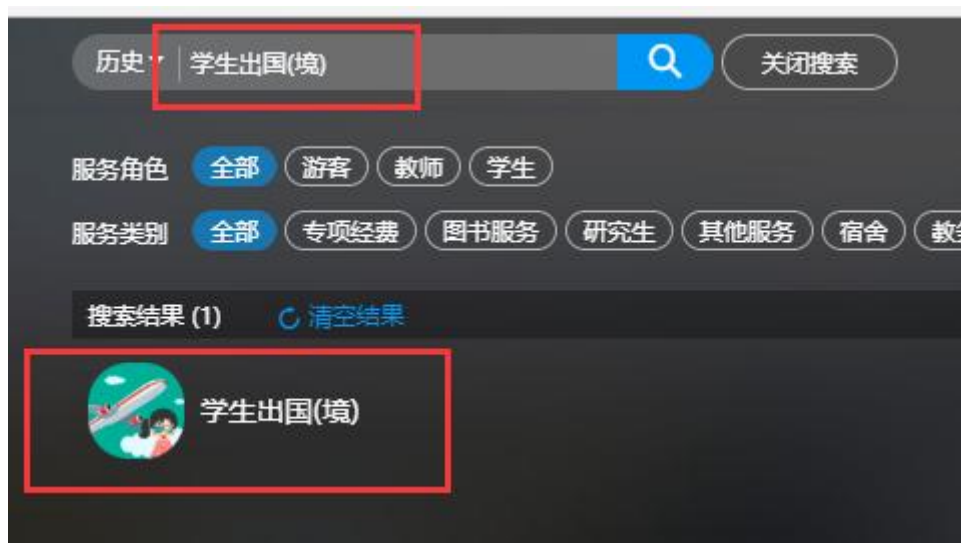 历史 学生出国(境) 关闭搜索
服务角色 全部 游客 教师 学生
服务类别 全部 专项经费 图书服务 研究生 其他服务 宿舍 教
搜索结果 (1) 清空结果
学生出国(境)